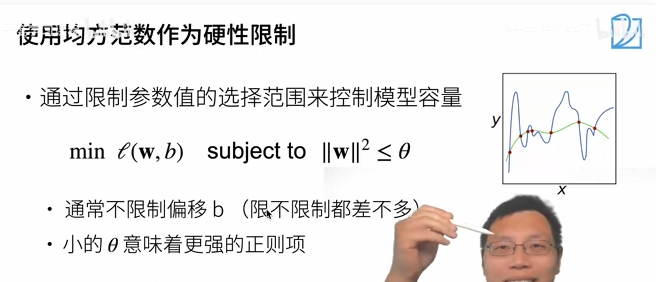 使用均方范数作为硬性限制
• 通过限制参数值的选择范围来控制模型容量
min ℓ(w, b) subject to ‖w‖² ≤ θ
• 通常不限制偏移 b (限不限制都差不多)
• 小的 θ 意味着更强的正则项
y
x